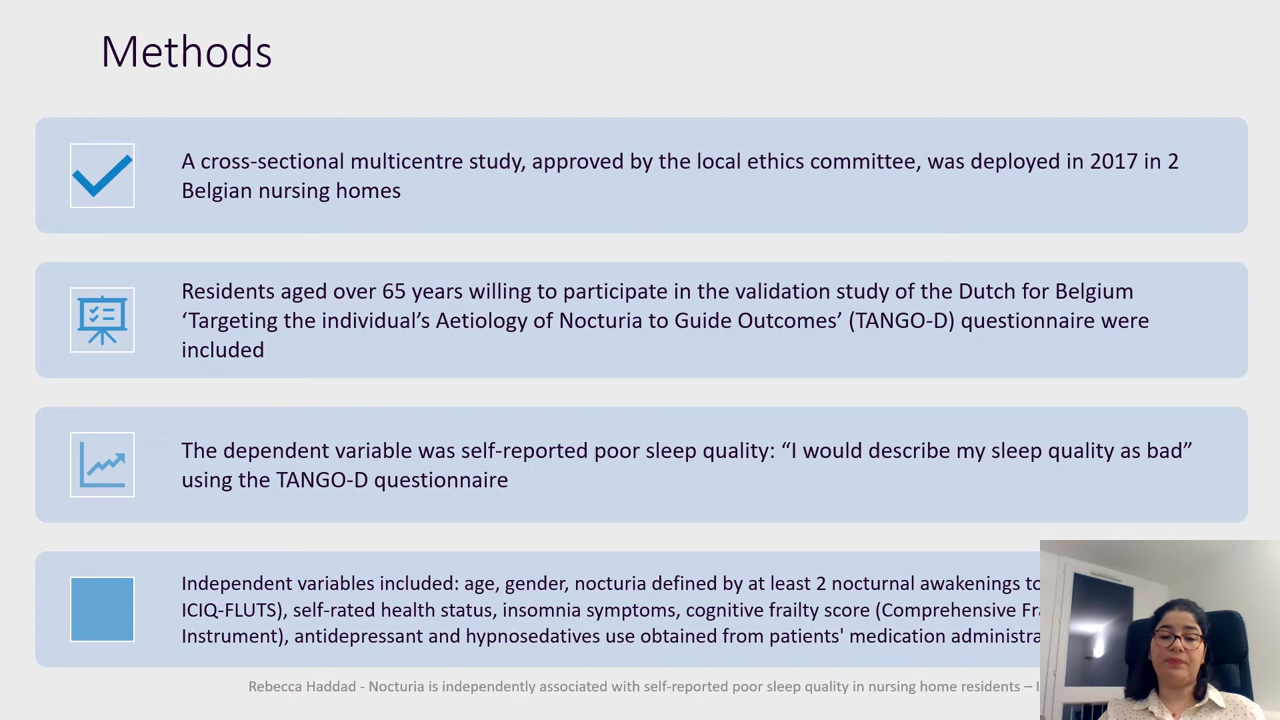 Methods
A cross-sectional multicentre study, approved by the local ethics committee, was deployed in 2017 in 2
Belgian nursing homes
Residents aged over 65 years willing to participate in the validation study of the Dutch for Belgium
‘Targeting the individual’s Aetiology of Nocturia to Guide Outcomes’ (TANGO-D) questionnaire were
included
The dependent variable was self-reported poor sleep quality: “I would describe my sleep quality as bad”
using the TANGO-D questionnaire
Independent variables included: age, gender, nocturia defined by at least 2 nocturnal awakenings to
ICIQ-FLUTS), self-rated health status, insomnia symptoms, cognitive frailty score (Comprehensive
Instrument), antidepressant and hypnosedatives use obtained from patients' medication
Rebecca Haddad - Nocturia is independently associated with self-reported poor sleep quality in nursing home residents –